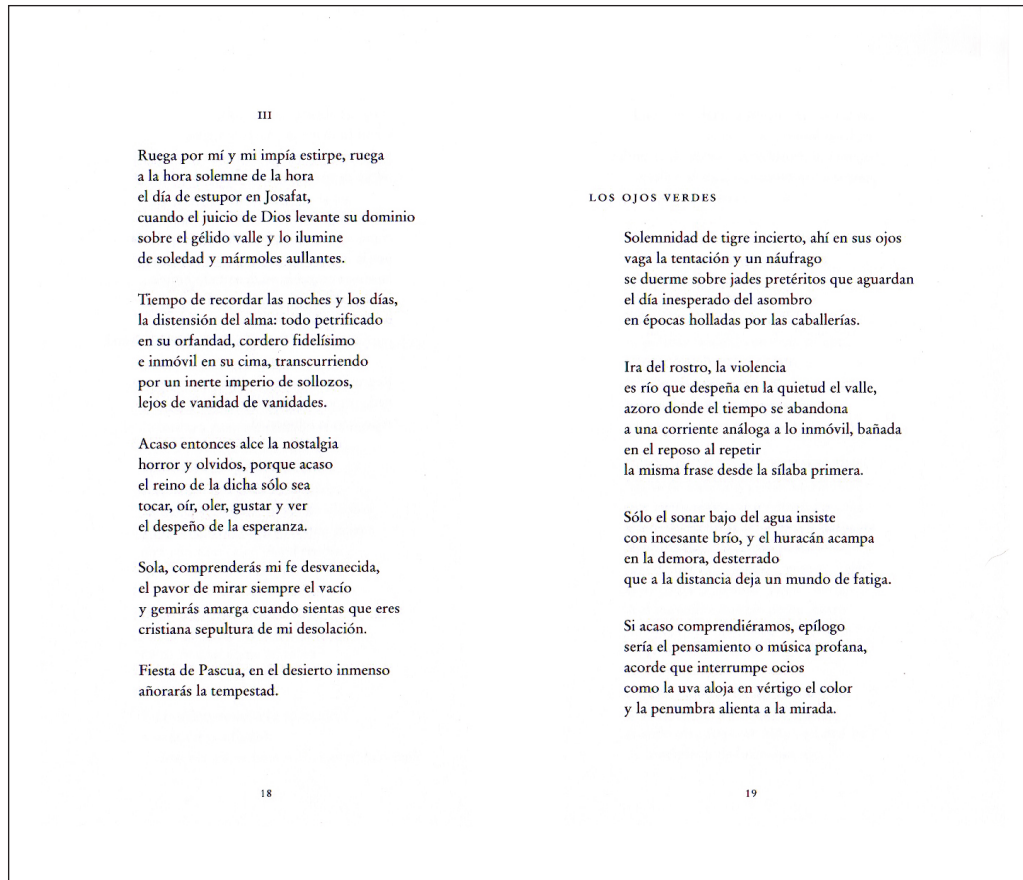 III
Ruega por mí y mi impía estirpe, ruega
a la hora solemne de la hora
el día de estupor en Josafat,
cuando el juicio de Dios levante su dominio
sobre el gélido valle y lo ilumine
de soledad y mármoles aullantes.
Tiempo de recordar las noches y los días,
la distensión del alma: todo petrificado
en su orfandad, cordero fidelísimo
e inmóvil en su cima, transcurriendo
por un inerte imperio de sollozos,
lejos de vanidad de vanidades.
Acaso entonces alce la nostalgia
horror y olvidos, porque acaso
el reino de la dicha sólo sea
tocar, oír, oler, gustar y ver
el despeño de la esperanza.
Sola, comprenderás mi fe desvanecida,
el pavor de mirar siempre el vacío
y gemirás amarga cuando sientas que eres
cristiana sepultura de mi desolación.
Fiesta de Pascua, en el desierto inmenso
añorarás la tempestad.
18
LOS OJOS VERDES
Solemnidad de tigre incierto, ahí en sus ojos
vaga la tentación y un náufrago
se duerme sobre jades pretéritos que aguardan
el día inesperado del asombro
en épocas holladas por las caballerías.
Ira del rostro, la violencia
es río que despeña en la quietud el valle,
azoro donde el tiempo se abandona
a una corriente análoga a lo inmóvil, bañada
en el reposo al repetir
la misma frase desde la sílaba primera.
Sólo el sonar bajo del agua insiste
con incesante brío, y el huracán acampa
en la demora, desterrado
que a la distancia deja un mundo de fatiga.
Si acaso comprendiéramos, epílogo
sería el pensamiento o música profana,
acorde que interrumpe ocios
como la uva aloja en vértigo el color
y la penumbra alienta a la mirada.
19